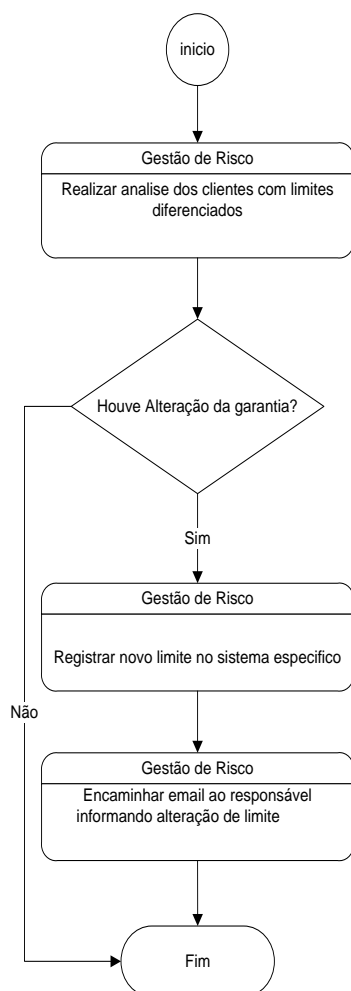 inicio
Gestão de Risco
Realizar analise dos clientes com limites
diferenciados
Houve Alteração da garantia?
Sim
Gestão de Risco
Registrar novo limite no sistema especifico
Não
Gestão de Risco
Encaminhar email ao responsável
informando alteração de limite
Fim